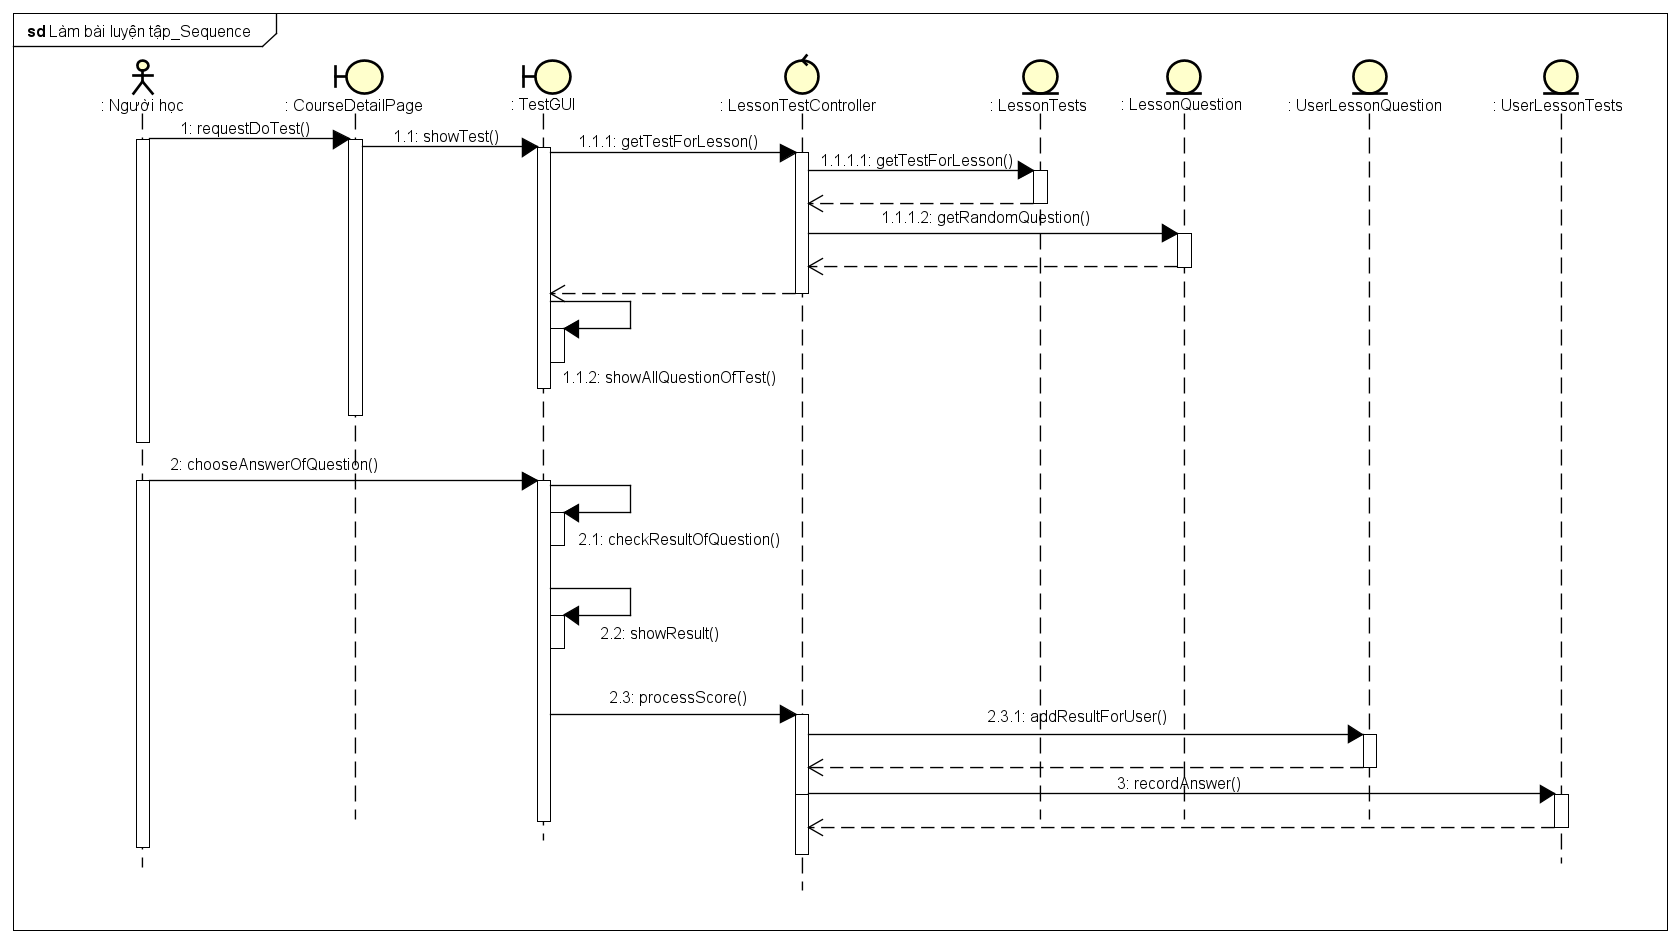 sd Làm bài luyện tập_Sequence
: Người học
: CourseDetailPage
: TestGUI
: LessonTestController
: LessonTests
: LessonQuestion
: UserLessonQuestion
: UserLessonTests
1: requestDoTest()
1.1: showTest()
1.1.1: getTestForLesson()
1.1.1.1: getTestForLesson()
1.1.1.2: getRandomQuestion()
1.1.2: showAllQuestionOfTest()
2: chooseAnswerOfQuestion()
2.1: checkResultOfQuestion()
2.2: showResult()
2.3: processScore()
2.3.1: addResultForUser()
3: recordAnswer()